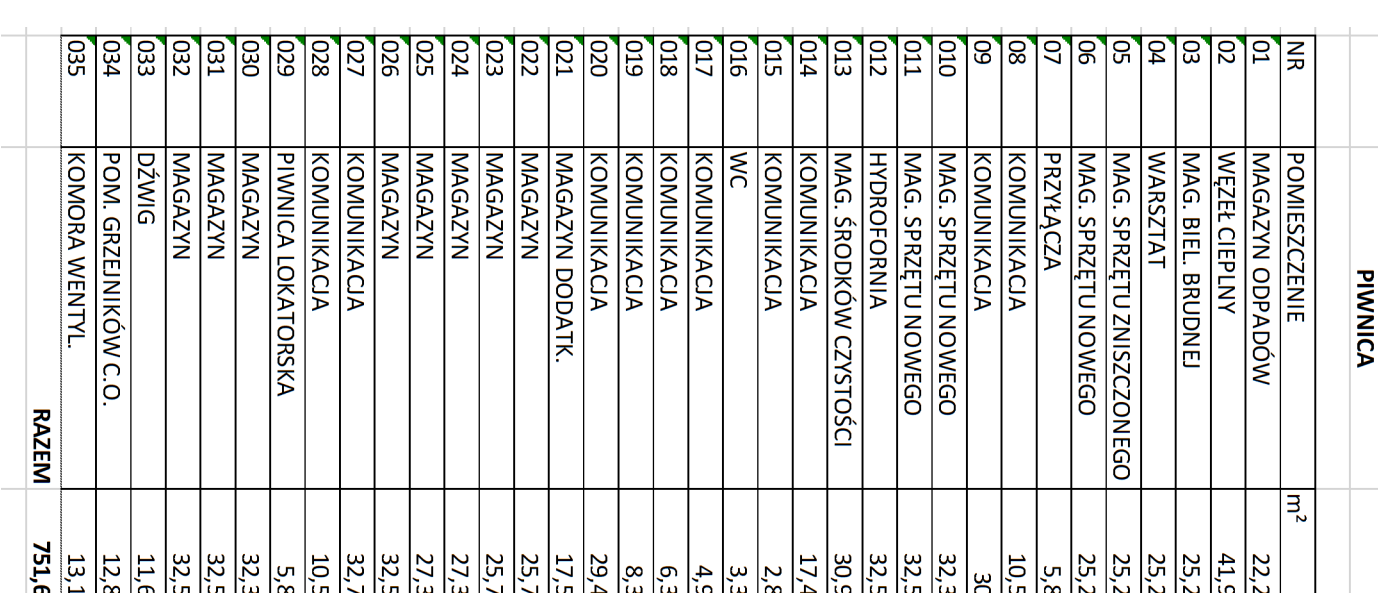 PIWNICA
NR POMIESZCZENIE m²
01 MAGAZYN ODPADÓW 22,2
02 WĘZEŁ CIEPLNY 41,9
03 MAG. BIEL. BRUDNEJ 25,2
04 WARSZTAT 25,2
05 MAG. SPRZĘTU ZNISZCZONEGO 25,2
06 MAG. SPRZĘTU NOWEGO 25,2
07 PRZYŁĄCZA 5,8
08 KOMUNIKACJA 10,5
09 KOMUNIKACJA 30
010 MAG. SPRZĘTU NOWEGO 32,3
011 MAG. SPRZĘTU NOWEGO 32,5
012 HYDROFORNIA 32,5
013 MAG. ŚRODKÓW CZYSTOŚCI 30,9
014 KOMUNIKACJA 17,4
015 KOMUNIKACJA 2,8
016 WC 3,3
017 KOMUNIKACJA 4,9
018 KOMUNIKACJA 6,3
019 KOMUNIKACJA 8,3
020 KOMUNIKACJA 29,4
021 MAGAZYN DODATK. 17,5
022 MAGAZYN 25,7
023 MAGAZYN 25,7
024 MAGAZYN 27,3
025 MAGAZYN 27,3
026 MAGAZYN 32,5
027 KOMUNIKACJA 32,7
028 KOMUNIKACJA 10,5
029 PIWNICA LOKATORSKA 5,8
030 MAGAZYN 32,3
031 MAGAZYN 32,5
032 MAGAZYN 32,5
033 DŹWIG 11,6
034 POM. GRZEJNIKÓW C.O. 12,8
035 KOMORA WENTYL. 13,1
RAZEM 751,6